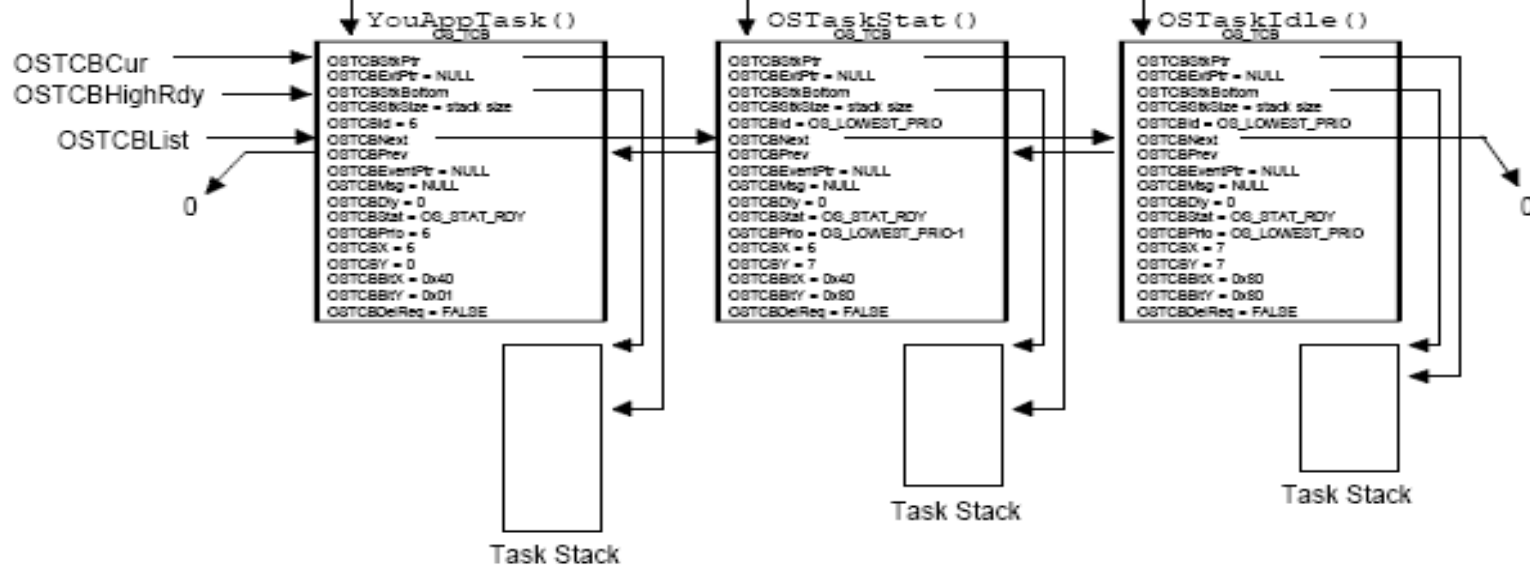 YouAppTask()
OS_TCB
OSTCBCur
OSTCBHighRdy
OSTCBList
0
OSTCBStkPtr
OSTCBExtPtr = NULL
OSTCBStkBottom
OSTCBStkSize = stack size
OSTCBId = 6
OSTCBNext
OSTCBPrev
OSTCBEventPtr = NULL
OSTCBMsg = NULL
OSTCBDly = 0
OSTCBStat = OS_STAT_RDY
OSTCBPrio = 6
OSTCBX = 6
OSTCBY = 0
OSTCBBitX = 0x40
OSTCBBitY = 0x01
OSTCBDelReq = FALSE
Task Stack
OSTaskStat()
OS_TCB
OSTCBStkPtr
OSTCBExtPtr = NULL
OSTCBStkBottom
OSTCBStkSize = stack size
OSTCBId = OS_LOWEST_PRIO
OSTCBNext
OSTCBPrev
OSTCBEventPtr = NULL
OSTCBMsg = NULL
OSTCBDly = 0
OSTCBStat = OS_STAT_RDY
OSTCBPrio = OS_LOWEST_PRIO-1
OSTCBX = 6
OSTCBY = 7
OSTCBBitX = 0x40
OSTCBBitY = 0x80
OSTCBDelReq = FALSE
Task Stack
OSTaskIdle()
OS_TCB
OSTCBStkPtr
OSTCBExtPtr = NULL
OSTCBStkBottom
OSTCBStkSize = stack size
OSTCBId = OS_LOWEST_PRIO
OSTCBNext
OSTCBPrev
OSTCBEventPtr = NULL
OSTCBMsg = NULL
OSTCBDly = 0
OSTCBStat = OS_STAT_RDY
OSTCBPrio = OS_LOWEST_PRIO
OSTCBX = 7
OSTCBY = 7
OSTCBBitX = 0x80
OSTCBBitY = 0x80
OSTCBDelReq = FALSE
Task Stack
0